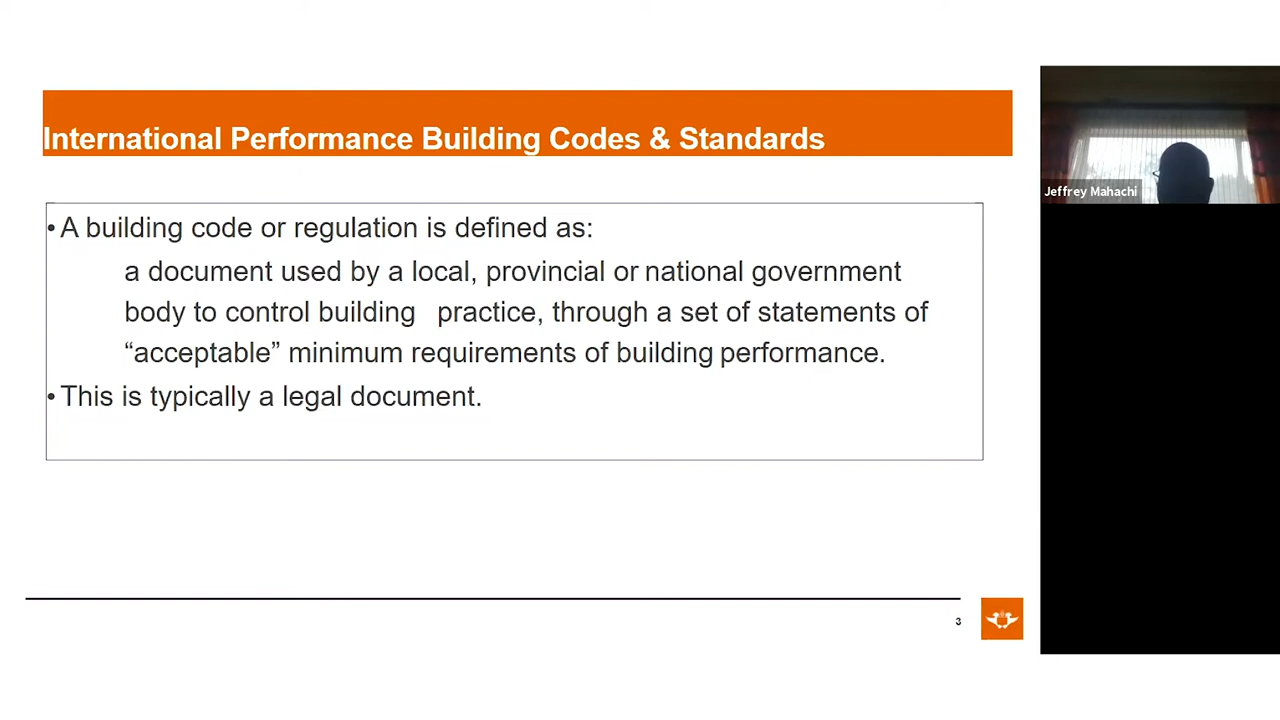 International Performance Building Codes & Standards
Jeffrey Mahachi
• A building code or regulation is defined as:
a document used by a local, provincial or national government
body to control building practice, through a set of statements of
“acceptable” minimum requirements of building performance.
• This is typically a legal document.
3